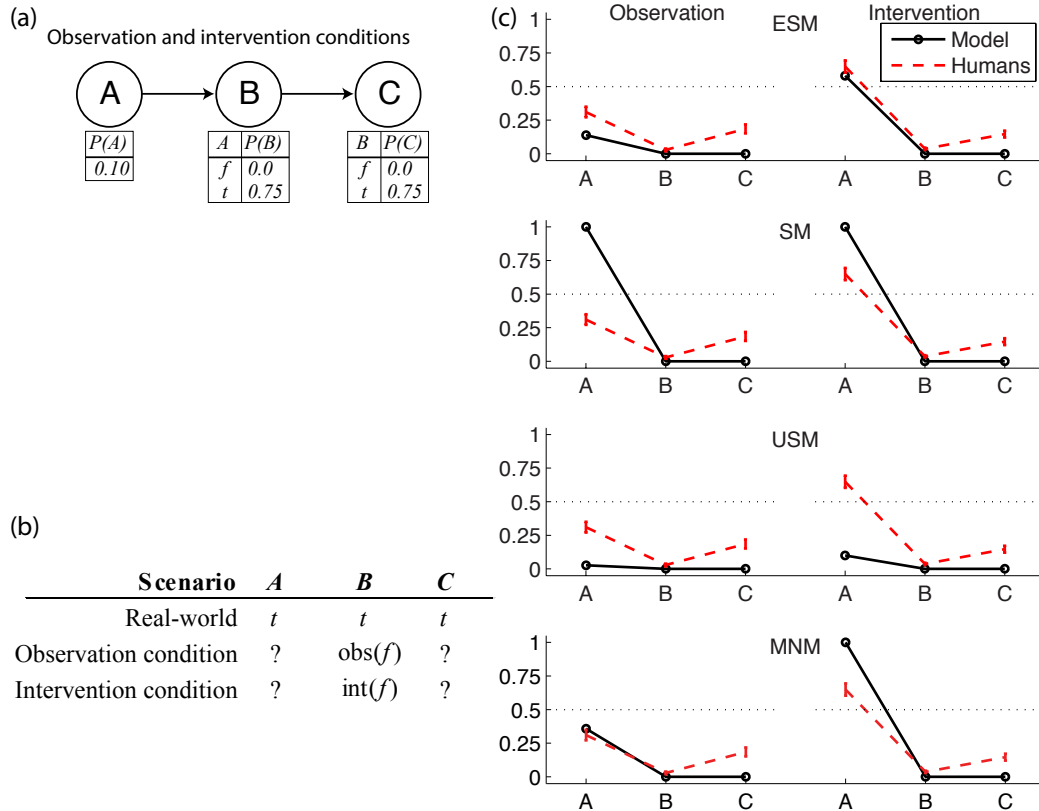 (a)
Observation and intervention conditions
A B C
P(A)
0.10
A P(B)
f 0.0
t 0.75
B P(C)
f 0.0
t 0.75
(b)
Scenario A B C
Real-world t t t
Observation condition ? obs(f) ?
Intervention condition ? int(f) ?
(c)
Observation ESM Intervention
Model
Humans
1
0.75
0.5
0.25
0
A B C A B C
SM
1
0.75
0.5
0.25
0
A B C A B C
USM
1
0.75
0.5
0.25
0
A B C A B C
MNM
1
0.75
0.5
0.25
0
A B C A B C